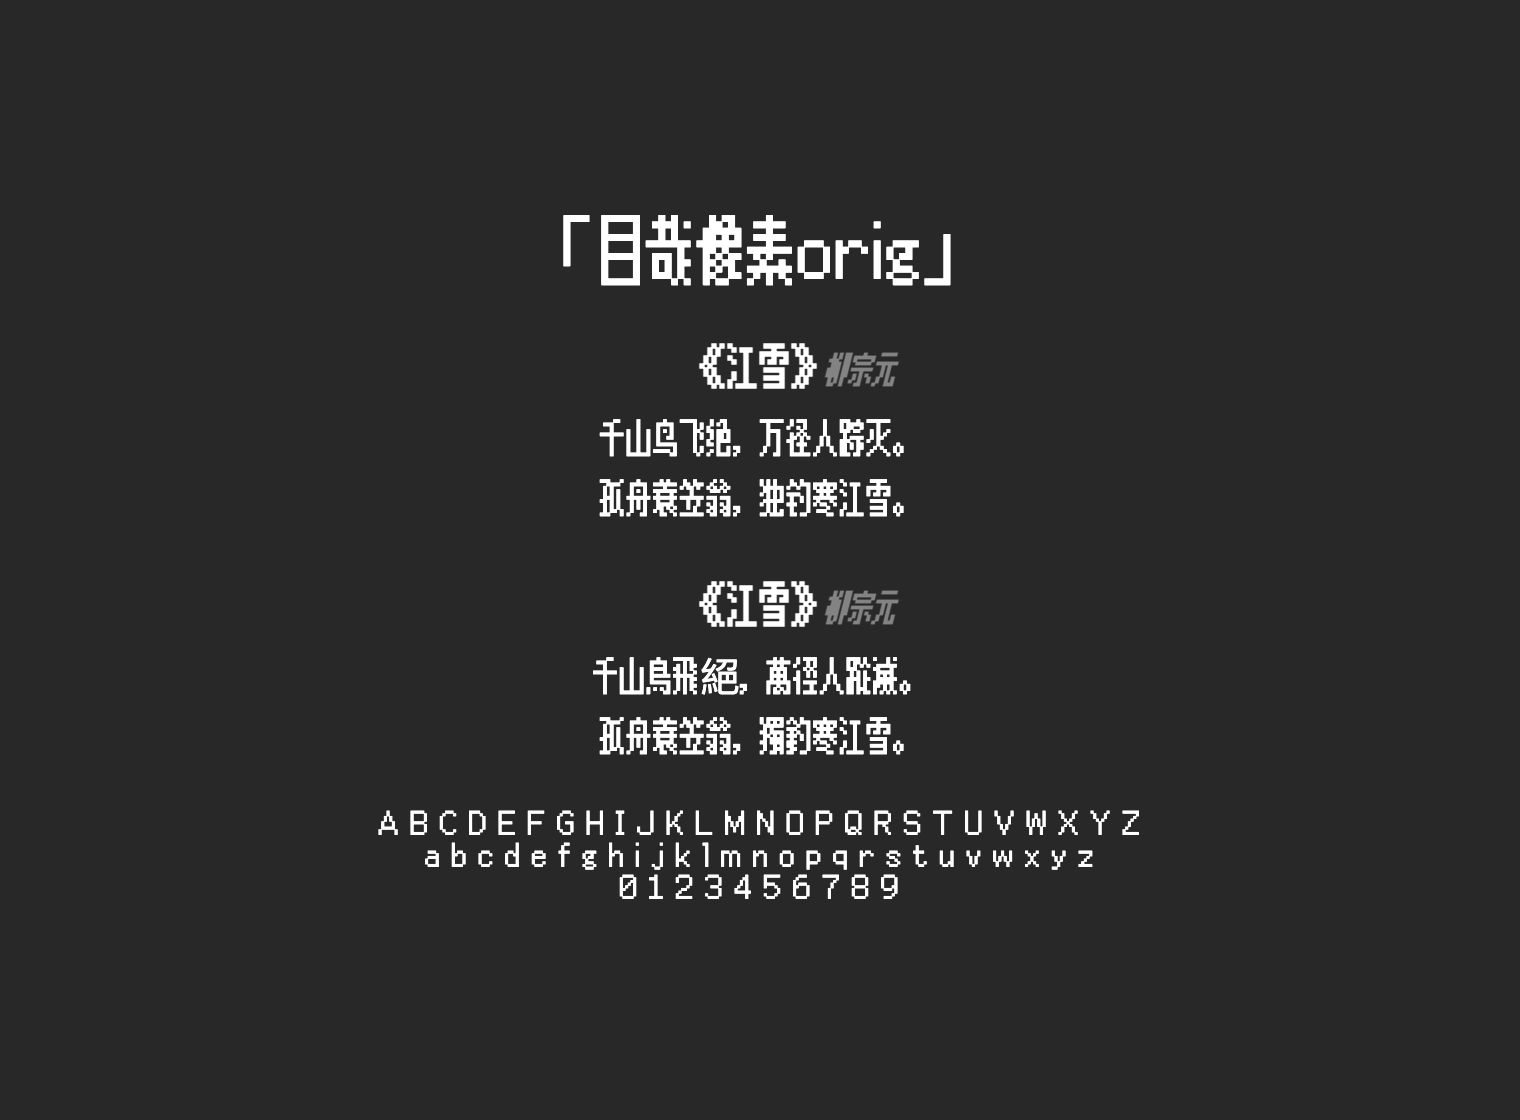 「目哉像素orig」
《江雪》柳宗元
千山鸟飞绝，万径人踪灭。
孤舟蓑笠翁，独钓寒江雪。
《江雪》柳宗元
千山鳥飛絕，萬徑人蹤滅。
孤舟蓑笠翁，獨釣寒江雪。
A B C D E F G H I J K L M N O P Q R S T U V W X Y Z
a b c d e f g h i j k l m n o p q r s t u v w x y z
0 1 2 3 4 5 6 7 8 9